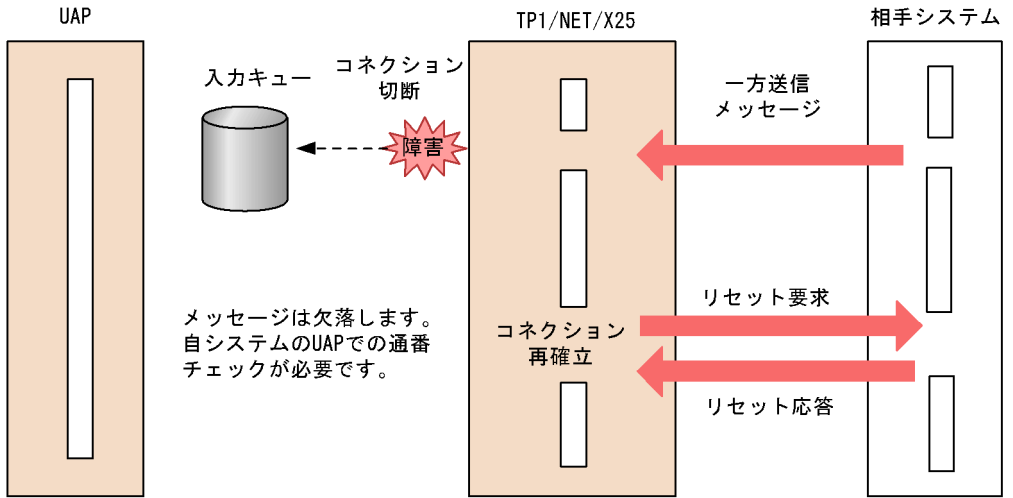 UAP
TP1/NET/X25
相手システム
入力キュー
コネクション
切断
障害
一方送信
メッセージ
リセット要求
メッセージは欠落します。
自システムのUAPでの通番
チェックが必要です。
コネクション
再確立
リセット応答